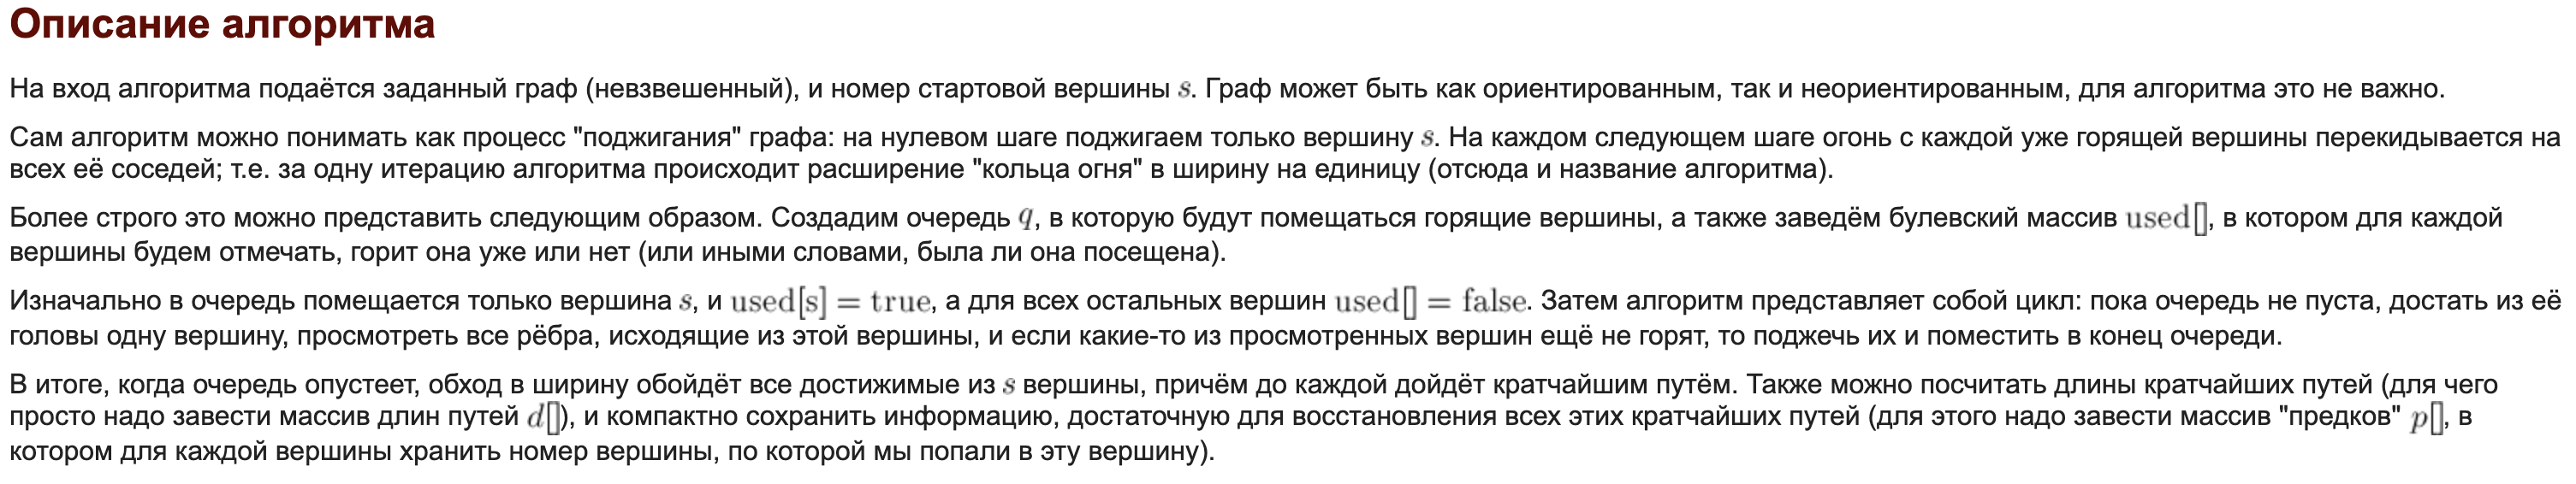 Описание алгоритма
На вход алгоритма подаётся заданный граф (невзвешенный), и номер стартовой вершины s. Граф может быть как ориентированным, так и неориентированным, для алгоритма это не важно.
Сам алгоритм можно понимать как процесс "поджигания" графа: на нулевом шаге поджигаем только вершину s. На каждом следующем шаге огонь с каждой уже горящей вершины перекидывается на
всех её соседей; т.е. за одну итерацию алгоритма происходит расширение "кольца огня" в ширину на единицу (отсюда и название алгоритма).
Более строго это можно представить следующим образом. Создадим очередь q, в которую будут помещаться горящие вершины, а также заведём булевский массив used[], в котором для каждой
вершины будем отмечать, горит она уже или нет (или иными словами, была ли она посещена).
Изначально в очередь помещается только вершина s, и used[s] = true, а для всех остальных вершин used[] = false. Затем алгоритм представляет собой цикл: пока очередь не пуста, достать из её
головы одну вершину, просмотреть все рёбра, исходящие из этой вершины, и если какие-то из просмотренных вершин ещё не горят, то поджечь их и поместить в конец очереди.
В итоге, когда очередь опустеет, обход в ширину обойдёт все достижимые из s вершины, причём до каждой дойдёт кратчайшим путём. Также можно посчитать длины кратчайших путей (для чего
просто надо завести массив длин путей d[]), и компактно сохранить информацию, достаточную для восстановления всех этих кратчайших путей (для этого надо завести массив "предков" p[], в
котором для каждой вершины хранить номер вершины, по которой мы попали в эту вершину).